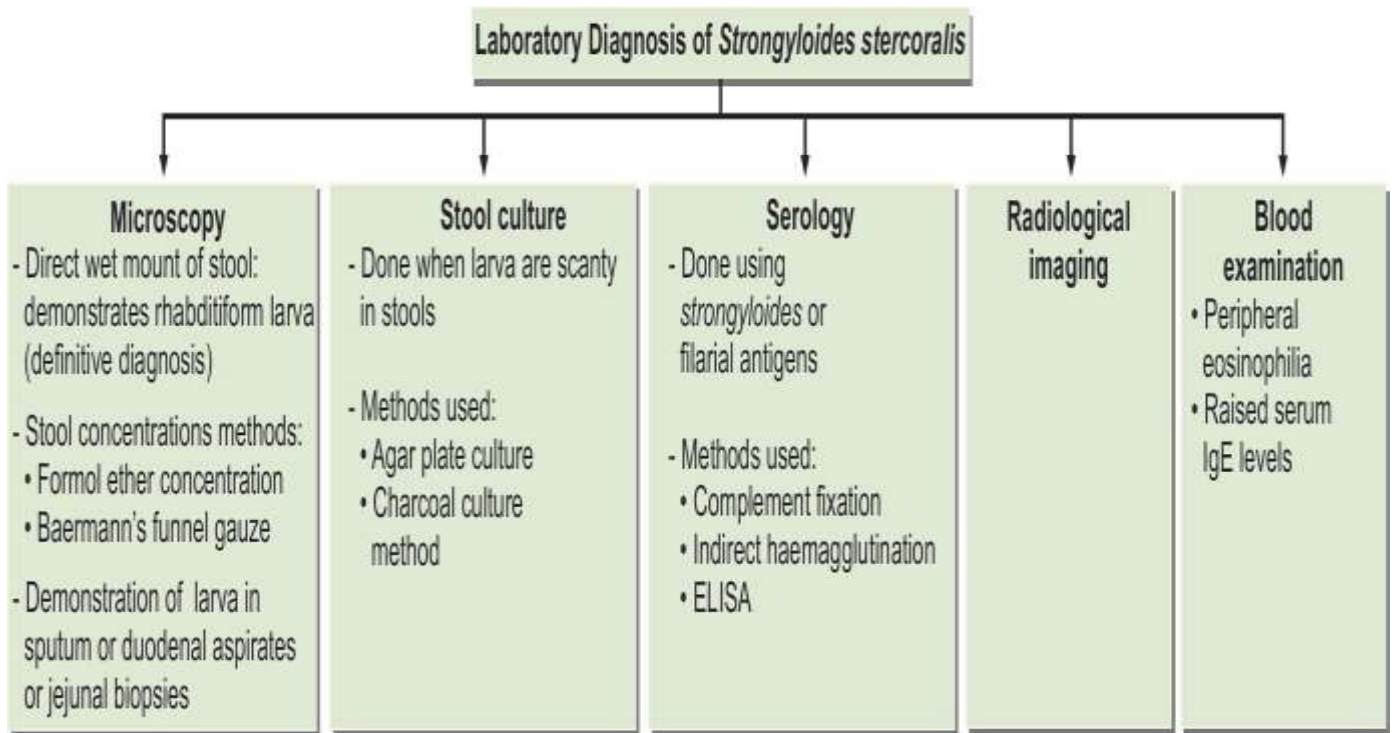 Laboratory Diagnosis of Strongyloides stercoralis
Microscopy
- Direct wet mount of stool:
demonstrates rhabditiform larva
(definitive diagnosis)
- Stool concentrations methods:
• Formol ether concentration
• Baermann's funnel gauze
- Demonstration of larva in
sputum or duodenal aspirates
or jejunal biopsies
Stool culture
- Done when larva are scanty
in stools
- Methods used:
• Agar plate culture
• Charcoal culture
method
Serology
- Done using
strongyloides or
filarial antigens
- Methods used:
• Complement fixation
• Indirect haemagglutination
• ELISA
Radiological
imaging
Blood
examination
• Peripheral
eosinophilia
• Raised serum
IgE levels